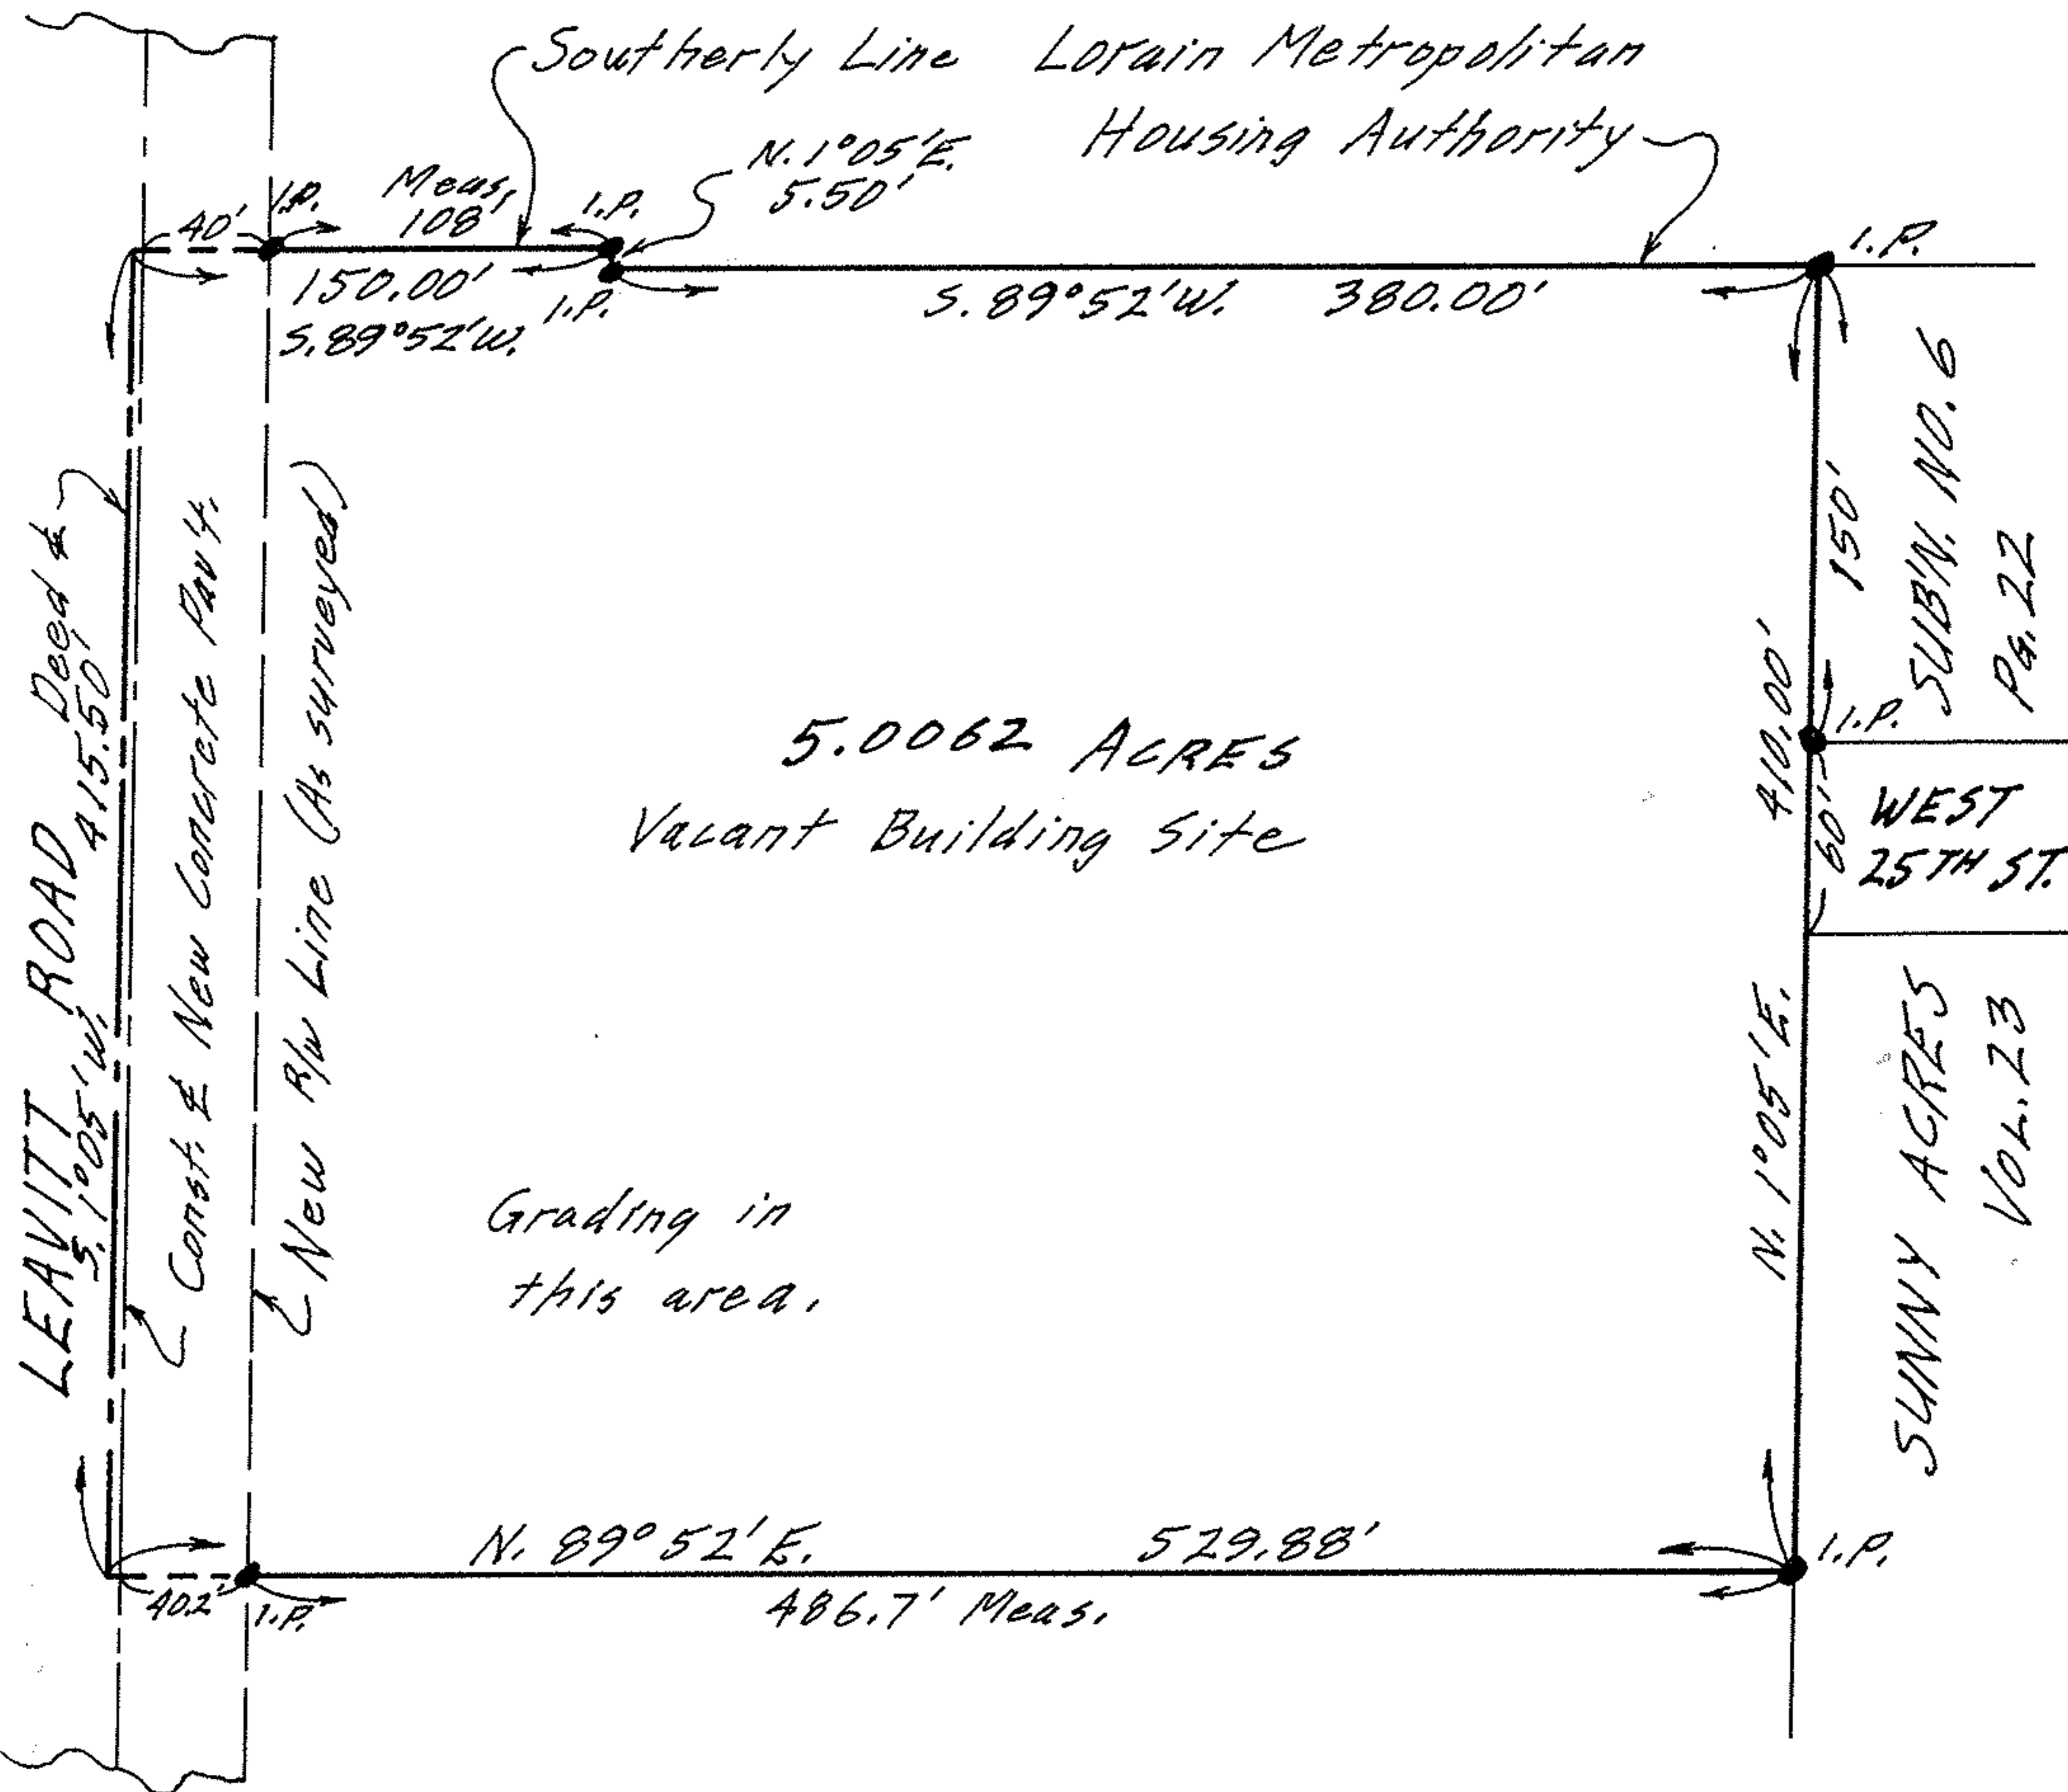 Southerly Line Lorain Metropolitan
Housing Authority
N. 1°05'E.
5.50'
40'
I.P.
Meas.
108'
I.P.
150.00'
S. 89°52'W.
I.P.
S. 89°52'W. 380.00'
I.P.
LEAVITT ROAD
Deed ℄
S. 1°05'W. 415.50'
Const. ℄ New Concrete Pav't.
New R/W Line (As surveyed)
5.0062 ACRES
Vacant Building Site
Grading in
this area.
150'
410.00'
N. 1°05'E.
I.P.
60'
WEST
25TH ST.
SUNNY ACRES SUB'N. NO. 6
VOL. 23 PG. 22
N. 89°52'E. 529.88'
486.7' Meas.
40.2'
I.P.
I.P.